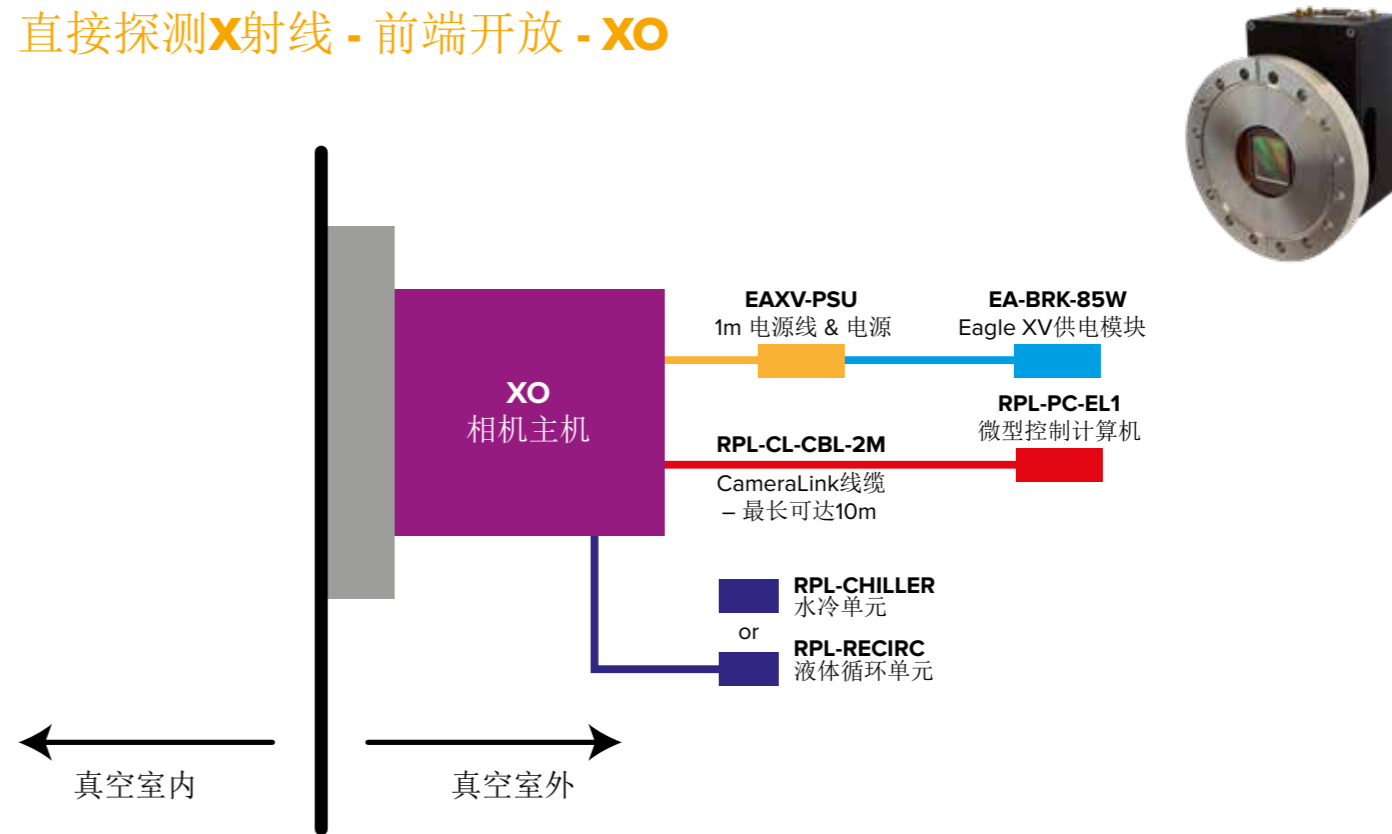 直接探测X射线 - 前端开放 - XO
EAXV-PSU
1m 电源线 & 电源
EA-BRK-85W
Eagle XV供电模块
XO
相机主机
RPL-PC-EL1
微型控制计算机
RPL-CL-CBL-2M
CameraLink线缆
– 最长可达10m
RPL-CHILLER
水冷单元
or
RPL-RECIRC
液体循环单元
真空室内
真空室外